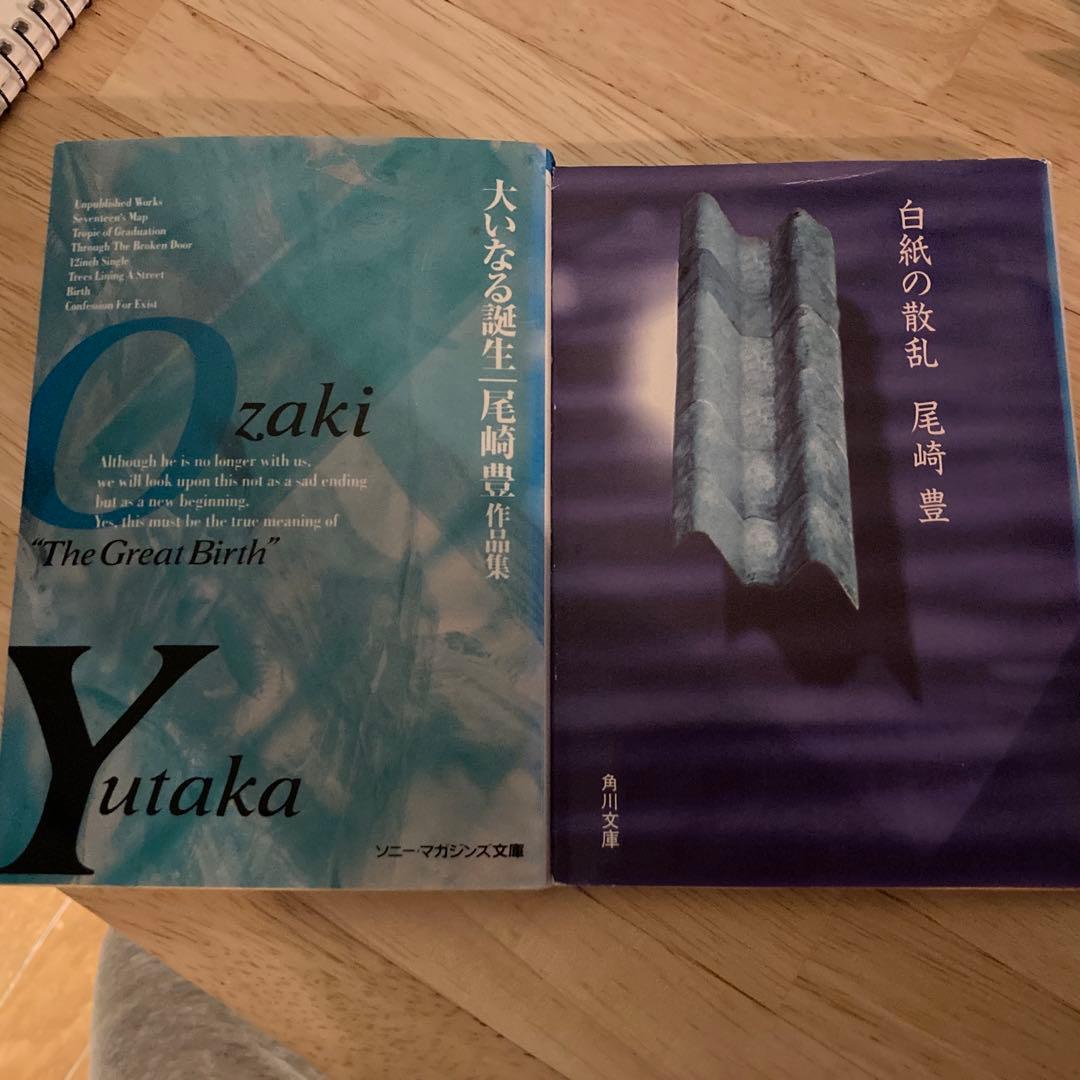 Unpublished Works
Seventeen's Map
Tropic of Graduation
Through The Broken Door
12inch Single
Trees Lining A Street
Birth
Confession For Exist
大いなる誕生|尾崎豊作品集
Ozaki
Although he is no longer with us,
we will look upon this not as a sad ending
but as a new beginning.
Yes, this must be the true meaning of
"The Great Birth"
Yutaka
ソニー・マガジンズ文庫
白紙の散乱 尾崎豊
角川文庫